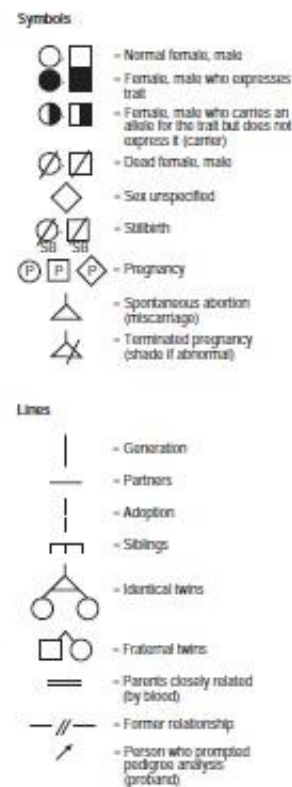 Symbols
= Normal female, male
= Female, male who expresses
trait
= Female, male who carries an
allele for the trait but does not
express it (carrier)
= Dead female, male
= Sex unspecified
= Stillbirth
SB SB
P P P = Pregnancy
= Spontaneous abortion
(miscarriage)
= Terminated pregnancy
(shade if abnormal)
Lines
= Generation
= Partners
= Adoption
= Siblings
= Identical twins
= Fraternal twins
= Parents closely related
(by blood)
= Former relationship
= Person who prompted
pedigree analysis
(proband)